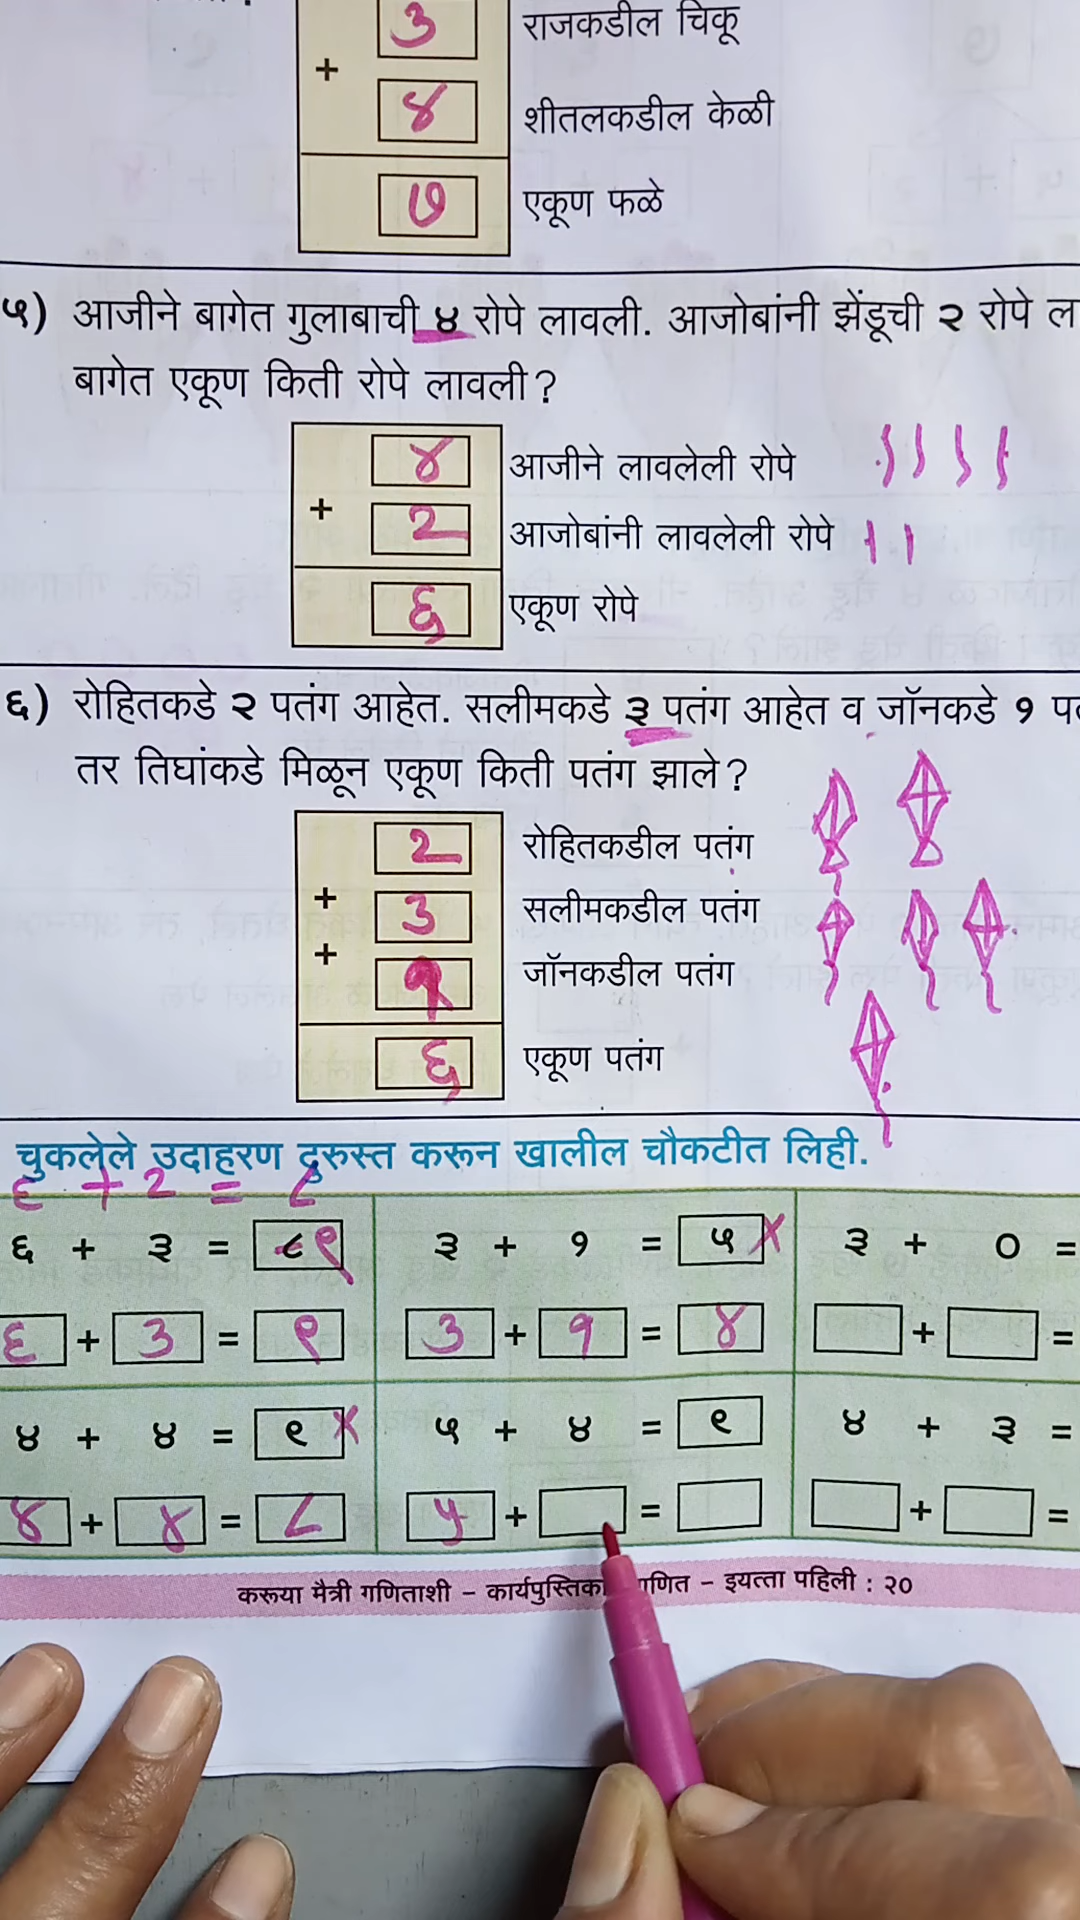 ३ राजकडील चिकू
+
४ शीतलकडील केळी
७ एकूण फळे
५) आजीने बागेत गुलाबाची ४ रोपे लावली. आजोबांनी झेंडूची २ रोपे ल
बागेत एकूण किती रोपे लावली?
४ आजीने लावलेली रोपे
+
२ आजोबांनी लावलेली रोपे
६ एकूण रोपे
६) रोहितकडे २ पतंग आहेत. सलीमकडे ३ पतंग आहेत व जॉनकडे १
तर तिघांकडे मिळून एकूण किती पतंग झाले?
२ रोहितकडील पतंग
+
३ सलीमकडील पतंग
+
१ जॉनकडील पतंग
६ एकूण पतंग
चुकलेले उदाहरण दुरुस्त करून खालील चौकटीत लिही.
६ + २ = ८
६ + ३ = ८ ९ ३ + १ = ५ x ३ + ० =
६ + ३ = ९ ३ + १ = ४ + =
४ + ४ = ९ x ५ + ४ = ९ ४ + ३ =
४ + ४ = ८ ५ + = + =
करूया मैत्री गणिताशी – कार्यपुस्तिका – इयत्ता पहिली : २०